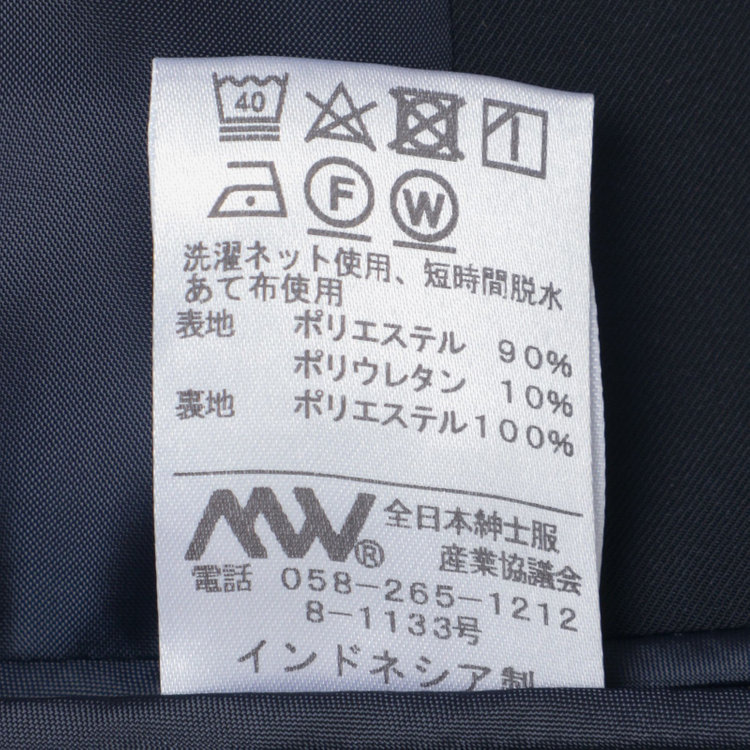 40
F W
洗濯ネット使用、短時間脱水
あて布使用
表地 ポリエステル 90%
ポリウレタン 10%
裏地 ポリエステル 100%
MW® 全日本紳士服
産業協議会
電話 058-265-1212
8-1133号
インドネシア製